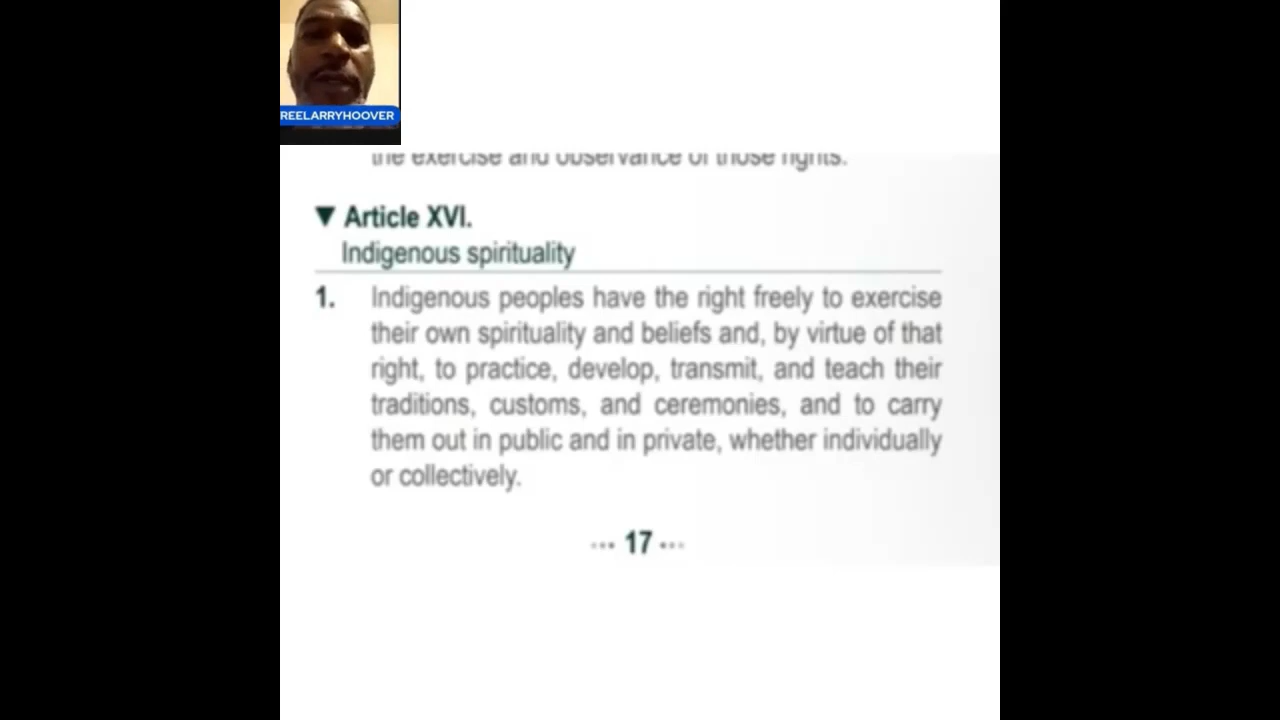 REELARRYHOOVER
the exercise and observance of those rights.
▼ Article XVI.
Indigenous spirituality
1. Indigenous peoples have the right freely to exercise
their own spirituality and beliefs and, by virtue of that
right, to practice, develop, transmit, and teach their
traditions, customs, and ceremonies, and to carry
them out in public and in private, whether individually
or collectively.
17